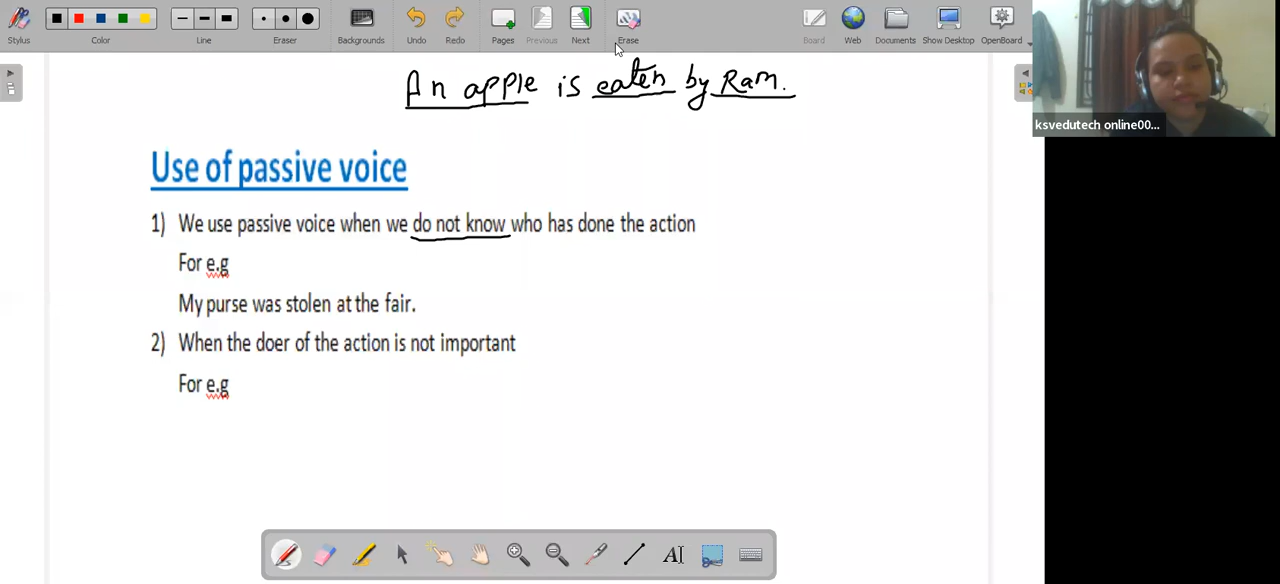 Stylus Color Line Eraser Backgrounds Undo Redo Pages Previous Next Erase Board Web Documents Show Desktop OpenBoard
ksvedutech online00...
An apple is eaten by Ram.
Use of passive voice
1) We use passive voice when we do not know who has done the action
For e.g
My purse was stolen at the fair.
2) When the doer of the action is not important
For e.g